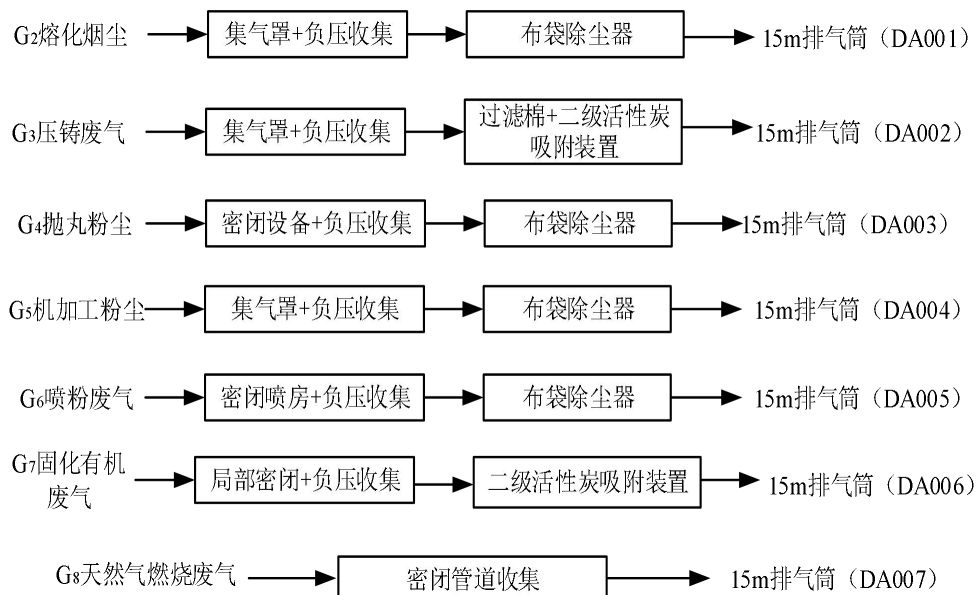 G2熔化烟尘 集气罩+负压收集 布袋除尘器 15m排气筒（DA001）
G3压铸废气 集气罩+负压收集 过滤棉+二级活性炭
吸附装置 15m排气筒（DA002）
G4抛丸粉尘 密闭设备+负压收集 布袋除尘器 15m排气筒（DA003）
G5机加工粉尘 集气罩+负压收集 布袋除尘器 15m排气筒（DA004）
G6喷粉废气 密闭喷房+负压收集 布袋除尘器 15m排气筒（DA005）
G7固化有机
废气 局部密闭+负压收集 二级活性炭吸附装置 15m排气筒（DA006）
G8天然气燃烧废气 密闭管道收集 15m排气筒（DA007）